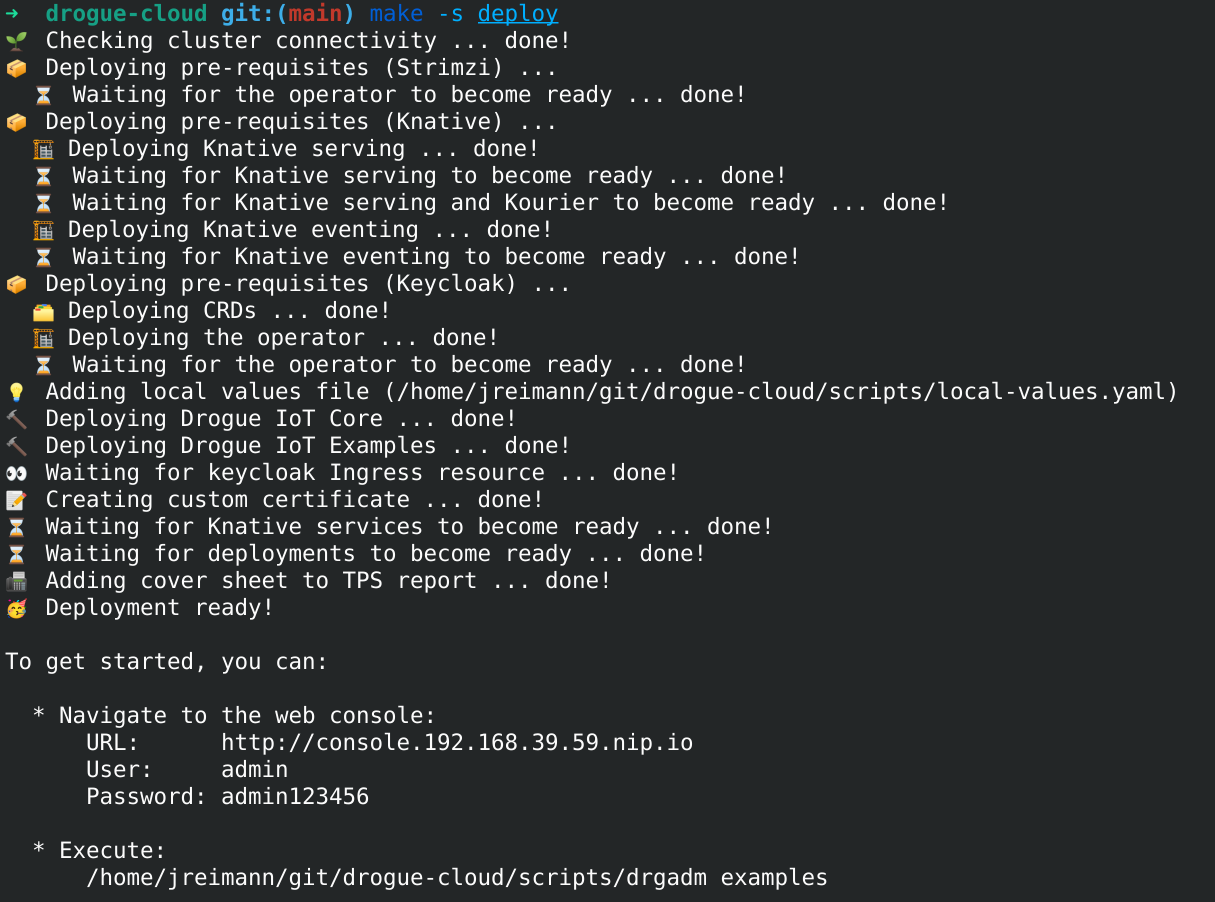 → drogue-cloud git:(main) make -s deploy
🌱 Checking cluster connectivity ... done!
📦 Deploying pre-requisites (Strimzi) ...
  ⏳ Waiting for the operator to become ready ... done!
📦 Deploying pre-requisites (Knative) ...
  🏗 Deploying Knative serving ... done!
  ⏳ Waiting for Knative serving to become ready ... done!
  ⏳ Waiting for Knative serving and Kourier to become ready ... done!
  🏗 Deploying Knative eventing ... done!
  ⏳ Waiting for Knative eventing to become ready ... done!
📦 Deploying pre-requisites (Keycloak) ...
  🗂 Deploying CRDs ... done!
  🏗 Deploying the operator ... done!
  ⏳ Waiting for the operator to become ready ... done!
💡 Adding local values file (/home/jreimann/git/drogue-cloud/scripts/local-values.yaml)
🔨 Deploying Drogue IoT Core ... done!
🔨 Deploying Drogue IoT Examples ... done!
👀 Waiting for keycloak Ingress resource ... done!
📝 Creating custom certificate ... done!
⏳ Waiting for Knative services to become ready ... done!
⏳ Waiting for deployments to become ready ... done!
📠 Adding cover sheet to TPS report ... done!
🥳 Deployment ready!

To get started, you can:

  * Navigate to the web console:
      URL:      http://console.192.168.39.59.nip.io
      User:     admin
      Password: admin123456

  * Execute:
      /home/jreimann/git/drogue-cloud/scripts/drgadm examples